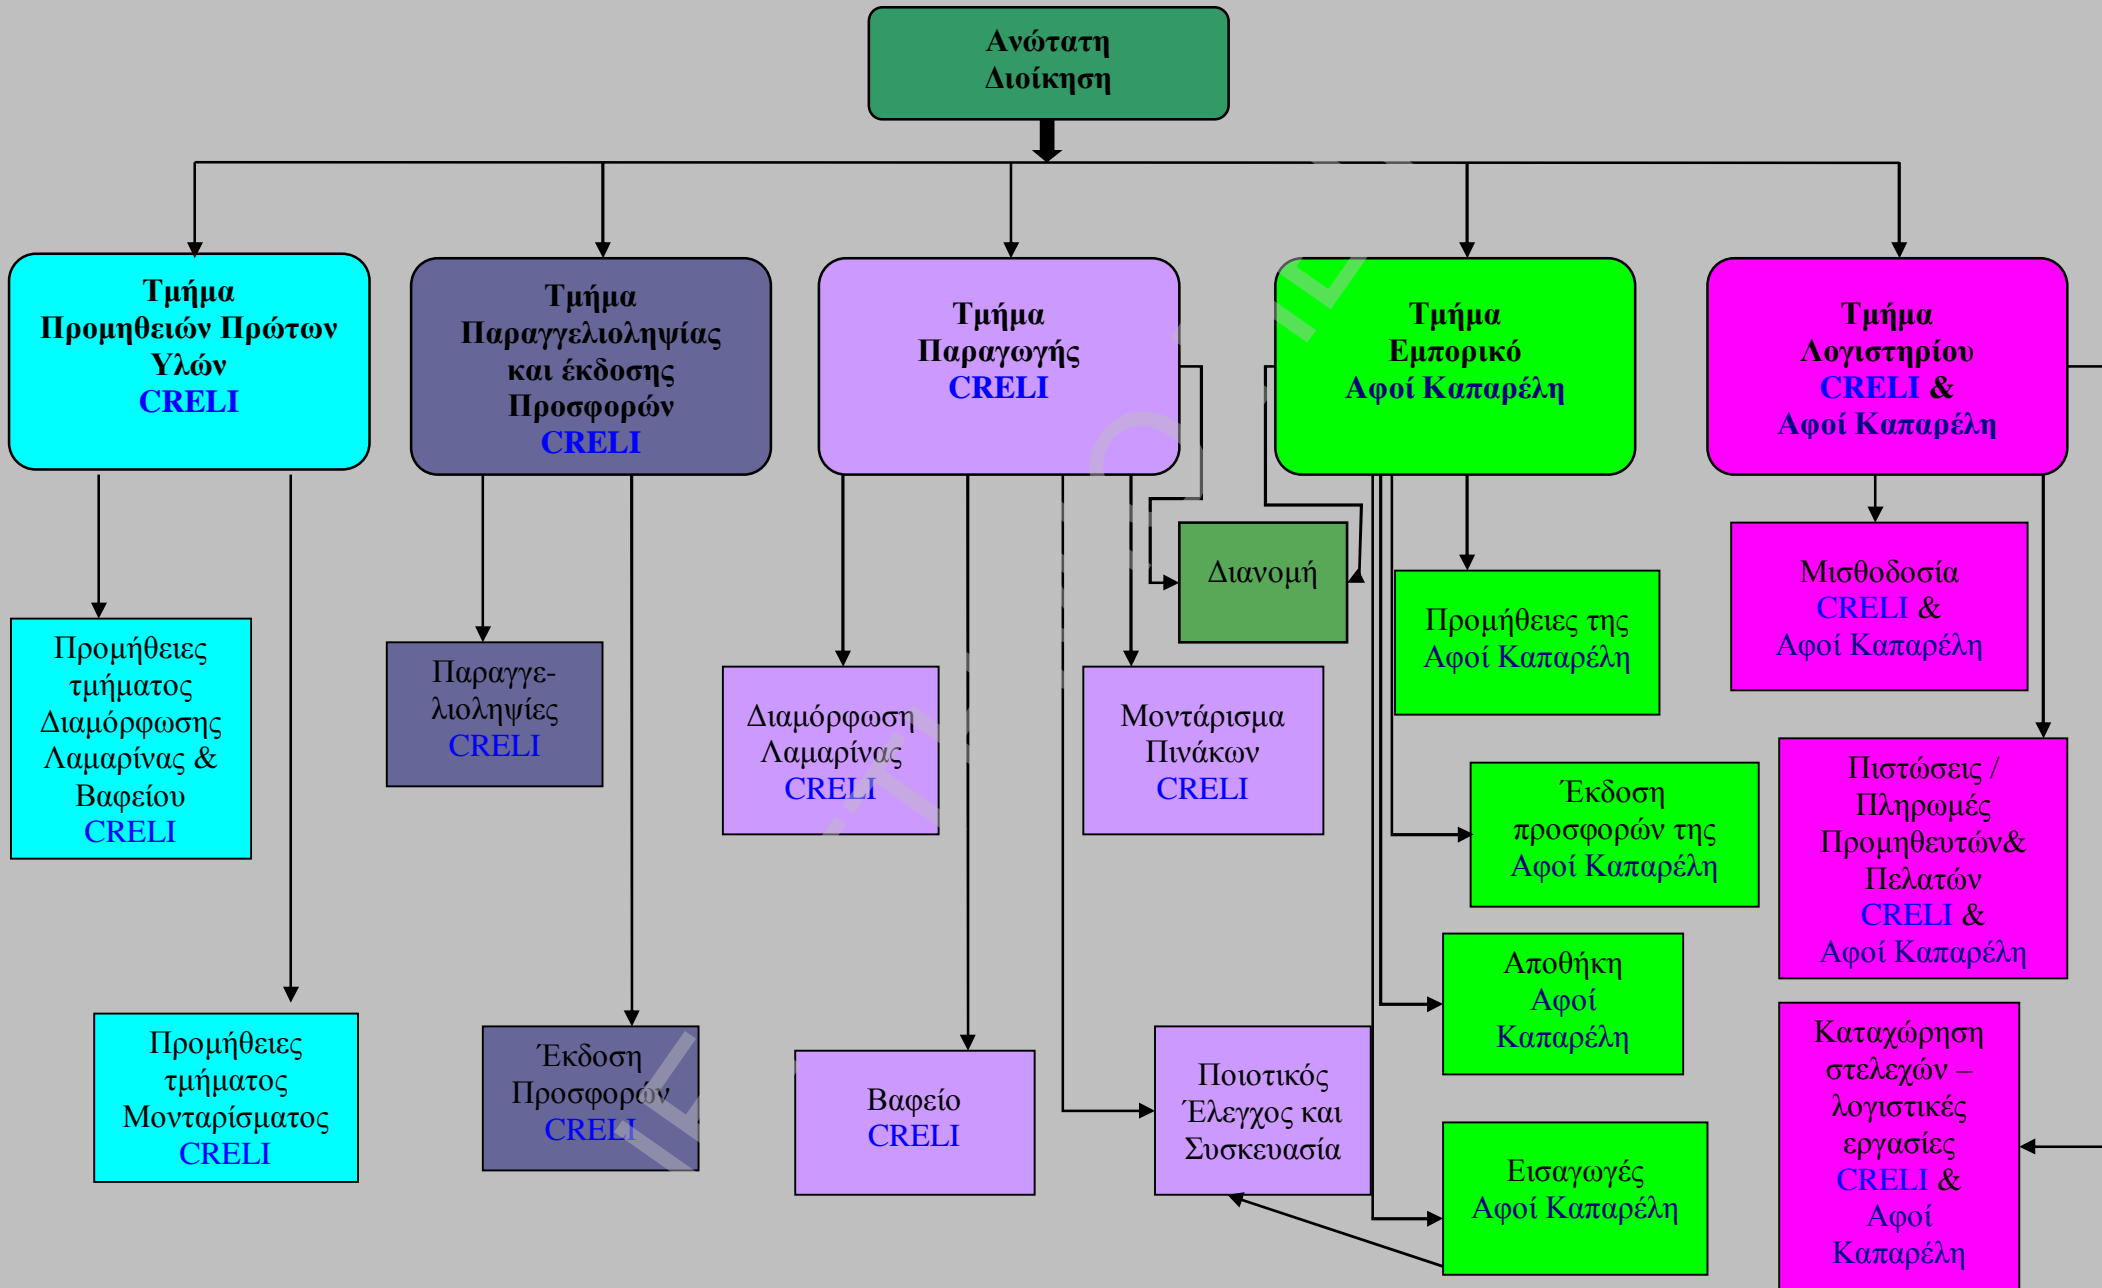 Ανώτατη
Διοίκηση
Τμήμα
Προμηθειών Πρώτων
Υλών
CRELI
Τμήμα
Παραγγελιοληψίας
και έκδοσης
Προσφορών
CRELI
Τμήμα
Παραγωγής
CRELI
Τμήμα
Εμπορικό
Αφοί Καπαρέλη
Τμήμα
Λογιστηρίου
CRELI &
Αφοί Καπαρέλη
Προμήθειες
τμήματος
Διαμόρφωσης
Λαμαρίνας &
Βαφείου
CRELI
Προμήθειες
τμήματος
Μονταρίσματος
CRELI
Παραγγε-
λιοληψίες
CRELI
Έκδοση
Προσφορών
CRELI
Διαμόρφωση
Λαμαρίνας
CRELI
Βαφείο
CRELI
Μοντάρισμα
Πινάκων
CRELI
Ποιοτικός
Έλεγχος και
Συσκευασία
Διανομή
Προμήθειες της
Αφοί Καπαρέλη
Έκδοση
προσφορών της
Αφοί Καπαρέλη
Αποθήκη
Αφοί
Καπαρέλη
Εισαγωγές
Αφοί Καπαρέλη
Μισθοδοσία
CRELI &
Αφοί Καπαρέλη
Πιστώσεις /
Πληρωμές
Προμηθευτών&
Πελατών
CRELI &
Αφοί Καπαρέλη
Καταχώρηση
στελεχών –
λογιστικές
εργασίες
CRELI &
Αφοί
Καπαρέλη